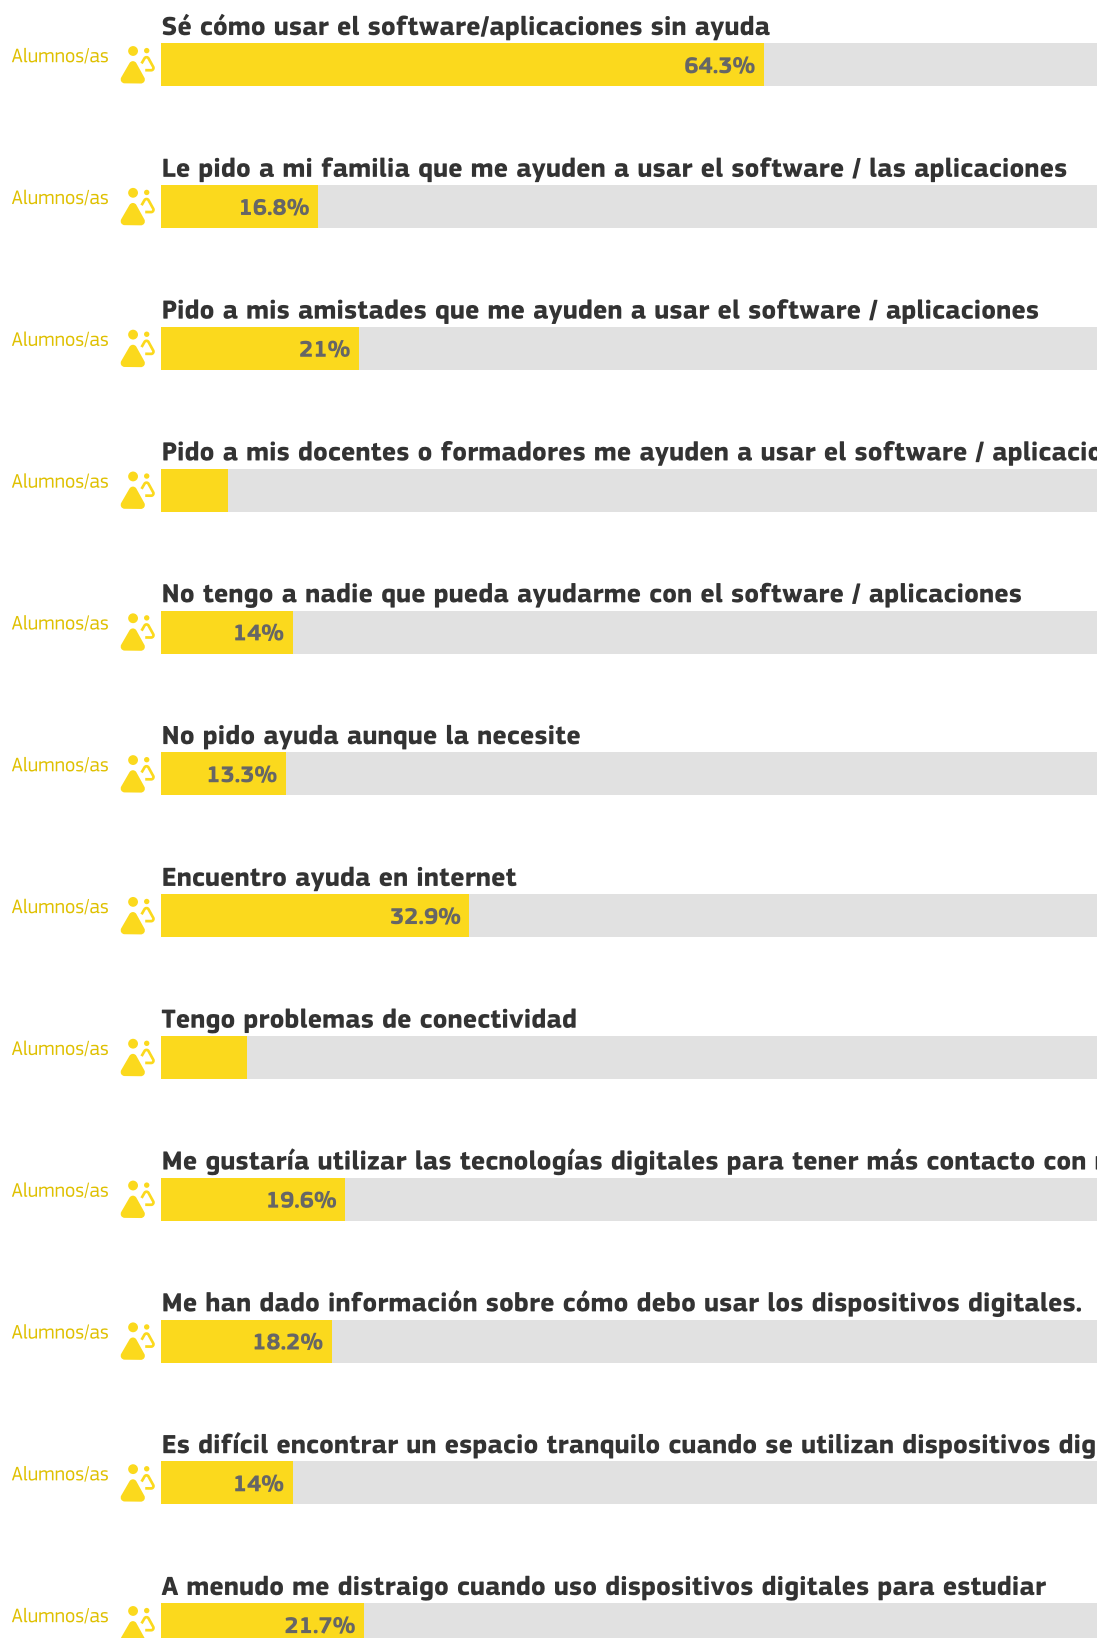 Sé cómo usar el software/aplicaciones sin ayuda
Alumnos/as
64.3%
Le pido a mi familia que me ayuden a usar el software / las aplicaciones
Alumnos/as
16.8%
Pido a mis amistades que me ayuden a usar el software / aplicaciones
Alumnos/as
21%
Pido a mis docentes o formadores me ayuden a usar el software /
Alumnos/as
No tengo a nadie que pueda ayudarme con el software / aplicaciones
Alumnos/as
14%
No pido ayuda aunque la necesite
Alumnos/as
13.3%
Encuentro ayuda en internet
Alumnos/as
32.9%
Tengo problemas de conectividad
Alumnos/as
Me gustaría utilizar las tecnologías digitales para tener más contacto con
Alumnos/as
19.6%
Me han dado información sobre cómo debo usar los dispositivos digitales.
Alumnos/as
18.2%
Es difícil encontrar un espacio tranquilo cuando se utilizan dispositivos
Alumnos/as
14%
A menudo me distraigo cuando uso dispositivos digitales para estudiar
Alumnos/as
21.7%